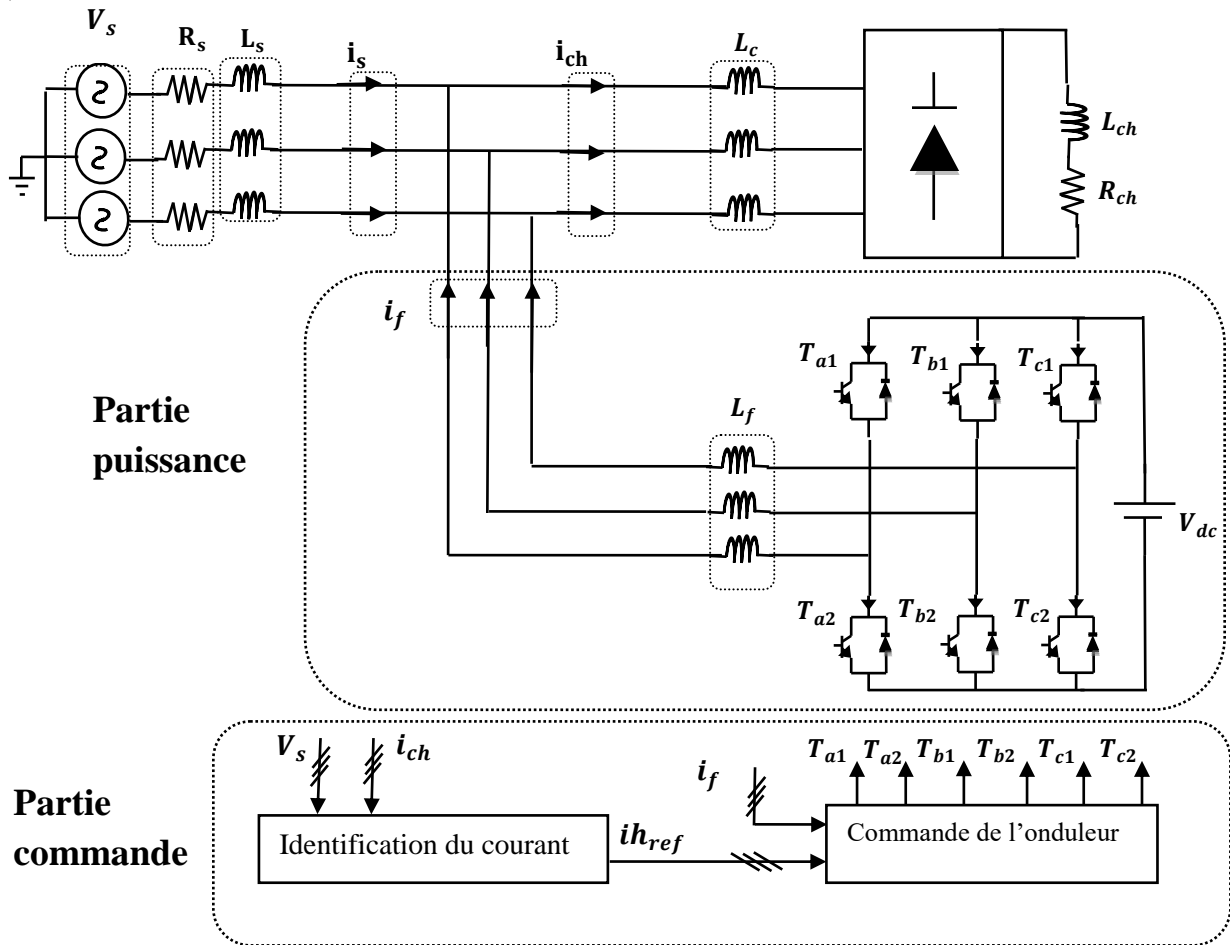 V_s
R_s
L_s
i_s
i_ch
L_c
L_ch
R_ch
i_f
T_a1
T_b1
T_c1
Partie
puissance
L_f
V_dc
T_a2
T_b2
T_c2
V_s
i_ch
i_f
T_a1
T_a2
T_b1
T_b2
T_c1
T_c2
Partie
commande
Identification du courant
ih_ref
Commande de l'onduleur